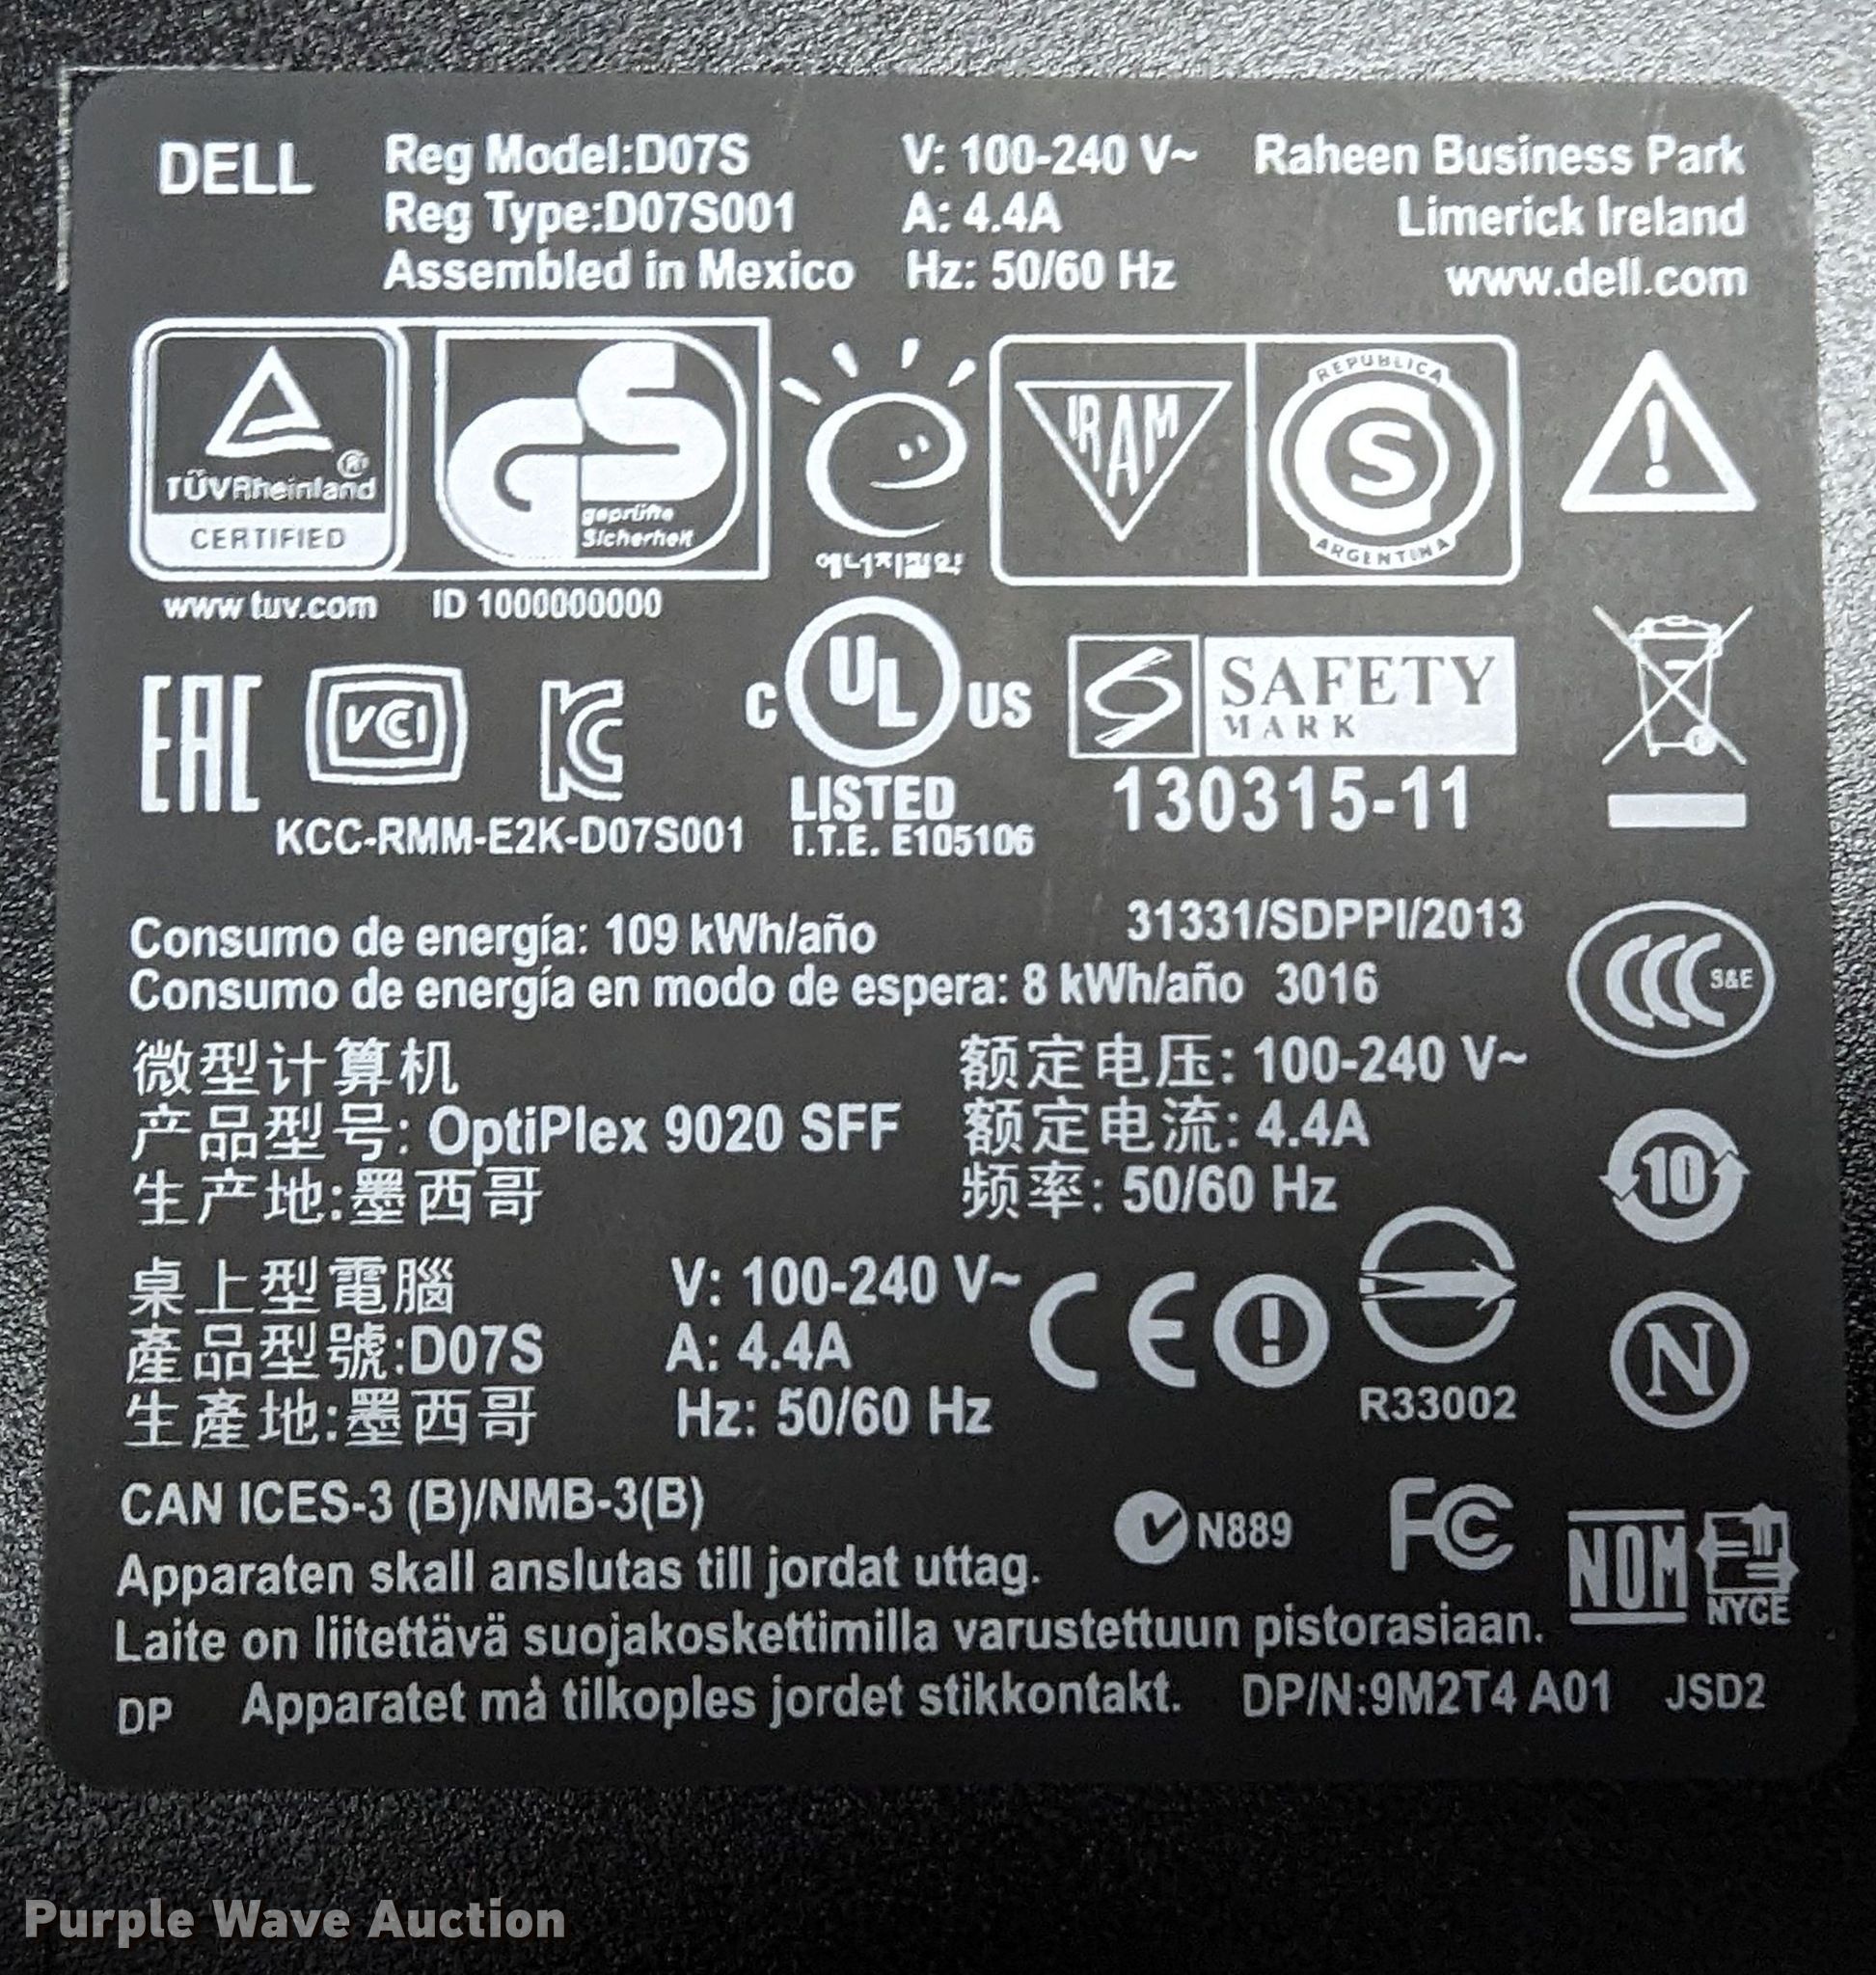 DELL
Reg Model:D07S
Reg Type:D07S001
Assembled in Mexico
V: 100-240 V~
A: 4.4A
Hz: 50/60 Hz
Raheen Business Park
Limerick Ireland
www.dell.com
TÜVRheinland
CERTIFIED
GS
geprüfte
Sicherheit
www tuv.com
ID 1000000000
에너지절약
IRAM
REPUBLICA
S
ARGENTINA
EAC
VCCI
KC
KCC-RMM-E2K-D07S001
C UL US
LISTED
I.T.E. E105106
SAFETY
MARK
130315-11
Consumo de energía: 109 kWh/año
31331/SDPPI/2013
Consumo de energía en modo de espera: 8 kWh/año 3016
CCC S&E
微型计算机
产品型号: OptiPlex 9020 SFF
生产地:墨西哥
额定电压: 100-240 V~
额定电流: 4.4A
频率: 50/60 Hz
10
桌上型電腦
產品型號:D07S
生產地:墨西哥
V: 100-240 V~
A: 4.4A
Hz: 50/60 Hz
CE
R33002
N
CAN ICES-3 (B)/NMB-3(B)
N889
FC
NOM
NYCE
Apparaten skall anslutas till jordat uttag.
Laite on liitettävä suojakoskettimilla varustettuun pistorasiaan.
DP Apparatet må tilkoples jordet stikkontakt. DP/N:9M2T4 A01 JSD2
Purple Wave Auction